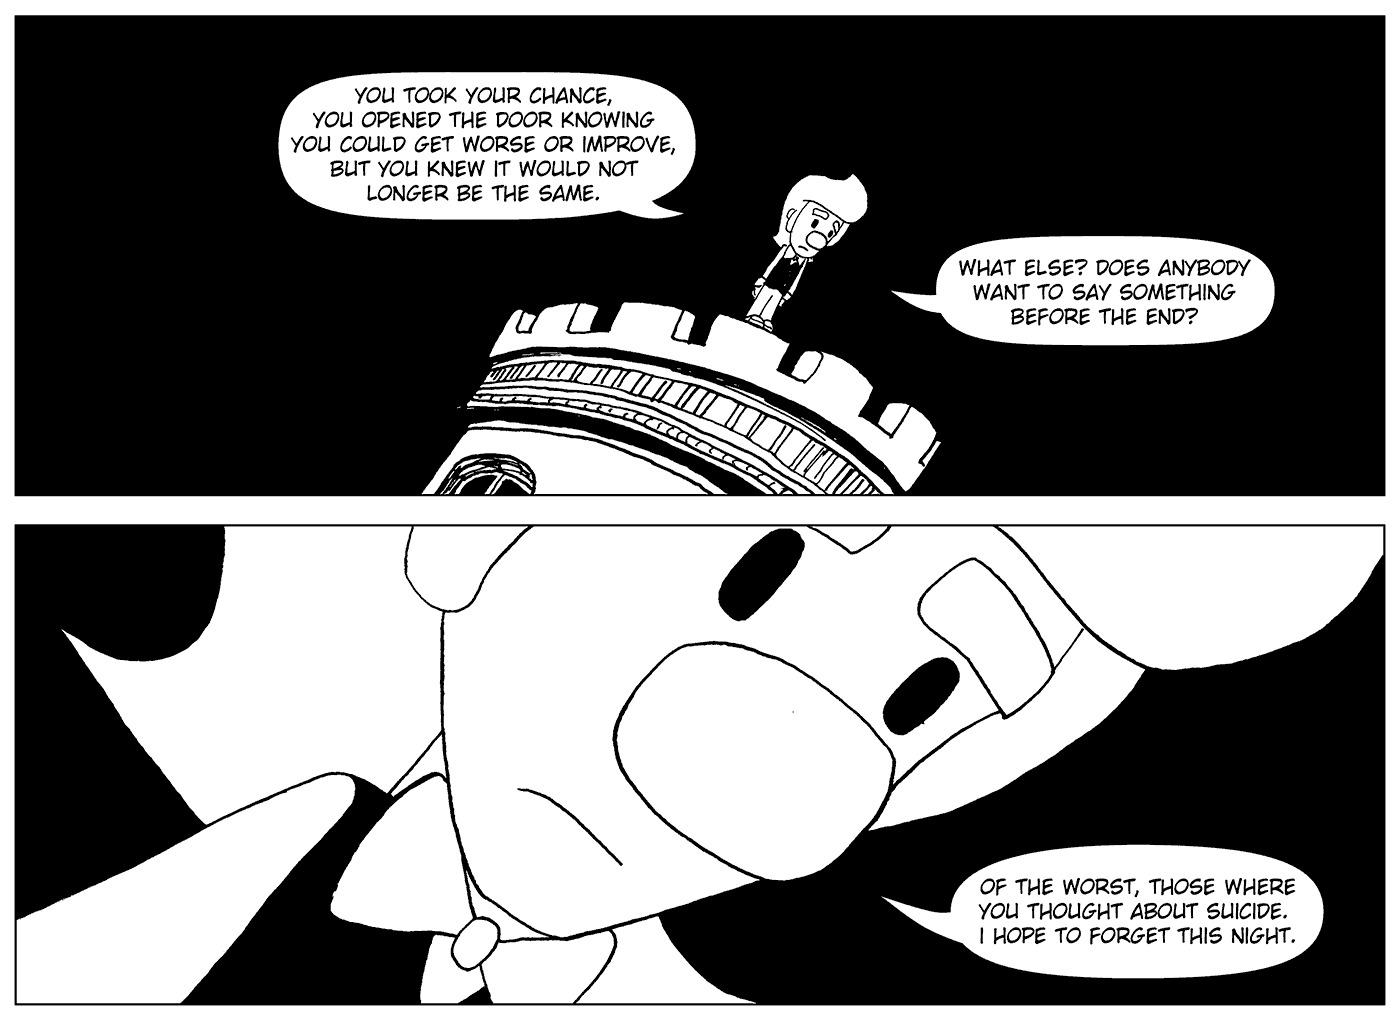 YOU TOOK YOUR CHANCE,
YOU OPENED THE DOOR KNOWING
YOU COULD GET WORSE OR IMPROVE,
BUT YOU KNEW IT WOULD NOT
LONGER BE THE SAME.
WHAT ELSE? DOES ANYBODY
WANT TO SAY SOMETHING
BEFORE THE END?
OF THE WORST, THOSE WHERE
YOU THOUGHT ABOUT SUICIDE.
I HOPE TO FORGET THIS NIGHT.